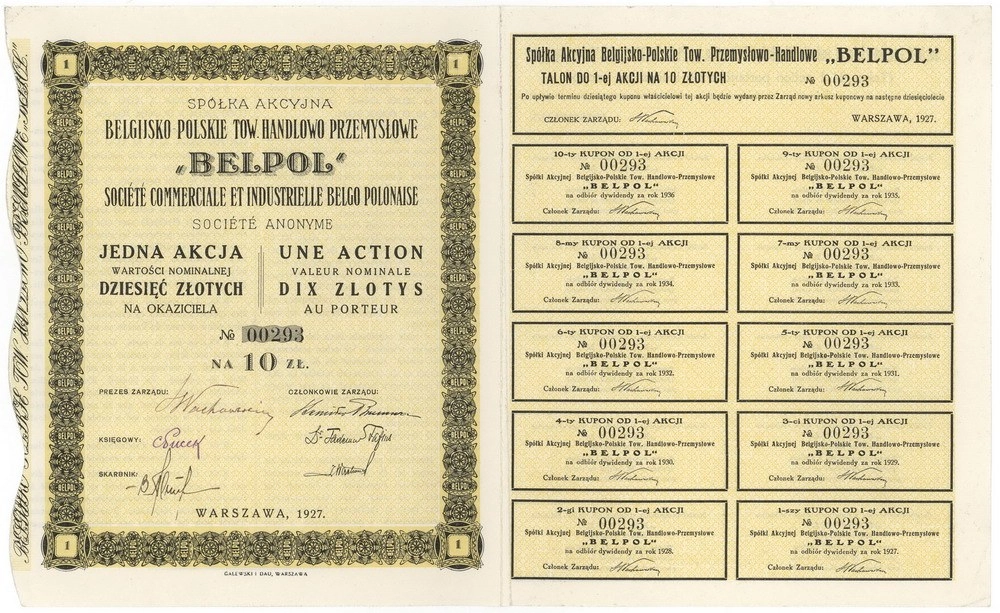 1
1
SPÓŁKA AKCYJNA
BELGIJSKO-POLSKIE TOW. HANDLOWO PRZEMYSŁOWE
„BELPOL"
SOCIÉTÉ COMMERCIALE ET INDUSTRIELLE BELGO POLONAISE
SOCIÉTÉ ANONYME
JEDNA AKCJA
WARTOŚCI NOMINALNEJ
DZIESIĘĆ ZŁOTYCH
NA OKAZICIELA
UNE ACTION
VALEUR NOMINALE
DIX ZLOTYS
AU PORTEUR
№ 00293
NA 10 ZŁ.
PREZES ZARZĄDU:
CZŁONKOWIE ZARZĄDU:
KSIĘGOWY:
SKARBNIK:
WARSZAWA, 1927.
1
1
GALEWSKI I DAU, WARSZAWA
Spółka Akcyjna Belgijsko-Polskie Tow. Przemysłowo-Handlowe „BELPOL"
TALON DO 1-ej AKCJI NA 10 ZŁOTYCH № 00293
Po upływie terminu dziesiątego kuponu właścicielowi tej akcji będzie wydany przez Zarząd nowy arkusz kuponowy na następne dziesięciolecie
CZŁONEK ZARZĄDU:
WARSZAWA, 1927.
10-ty KUPON OD 1-ej AKCJI
№ 00293
Spółki Akcyjnej Belgijsko-Polskie Tow. Handlowo-Przemysłowe
„BELPOL"
na odbiór dywidendy za rok 1936
Członek Zarządu:
9-ty KUPON OD 1-ej AKCJI
№ 00293
Spółki Akcyjnej Belgijsko-Polskie Tow. Handlowo-Przemysłowe
„BELPOL"
na odbiór dywidendy za rok 1935.
Członek Zarządu:
8-my KUPON OD 1-ej AKCJI
№ 00293
Spółki Akcyjnej Belgijsko-Polskie Tow. Handlowo-Przemysłowe
„BELPOL"
na odbiór dywidendy za rok 1934.
Członek Zarządu:
7-my KUPON OD 1-ej AKCJI
№ 00293
Spółki Akcyjnej Belgijsko-Polskie Tow. Handlowo-Przemysłowe
„BELPOL"
na odbiór dywidendy za rok 1933.
Członek Zarządu:
6-ty KUPON OD 1-ej AKCJI
№ 00293
Spółki Akcyjnej Belgijsko-Polskie Tow. Handlowo-Przemysłowe
„BELPOL"
na odbiór dywidendy za rok 1932.
Członek Zarządu:
5-ty KUPON OD 1-ej AKCJI
№ 00293
Spółki Akcyjnej Belgijsko-Polskie Tow. Handlowo-Przemysłowe
„BELPOL"
na odbiór dywidendy za rok 1931.
Członek Zarządu:
4-ty KUPON OD 1-ej AKCJI
№ 00293
Spółki Akcyjnej Belgijsko-Polskie Tow. Handlowo-Przemysłowe
„BELPOL"
na odbiór dywidendy za rok 1930.
Członek Zarządu:
3-ci KUPON OD 1-ej AKCJI
№ 00293
Spółki Akcyjnej Belgijsko-Polskie Tow. Handlowo-Przemysłowe
„BELPOL"
na odbiór dywidendy za rok 1929.
Członek Zarządu:
2-gi KUPON OD 1-ej AKCJI
№ 00293
Spółki Akcyjnej Belgijsko-Polskie Tow. Handlowo-Przemysłowe
„BELPOL"
na odbiór dywidendy za rok 1928.
Członek Zarządu:
1-szy KUPON OD 1-ej AKCJI
№ 00293
Spółki Akcyjnej Belgijsko-Polskie Tow. Handlowo-Przemysłowe
„BELPOL"
na odbiór dywidendy za rok 1927.
Członek Zarządu: